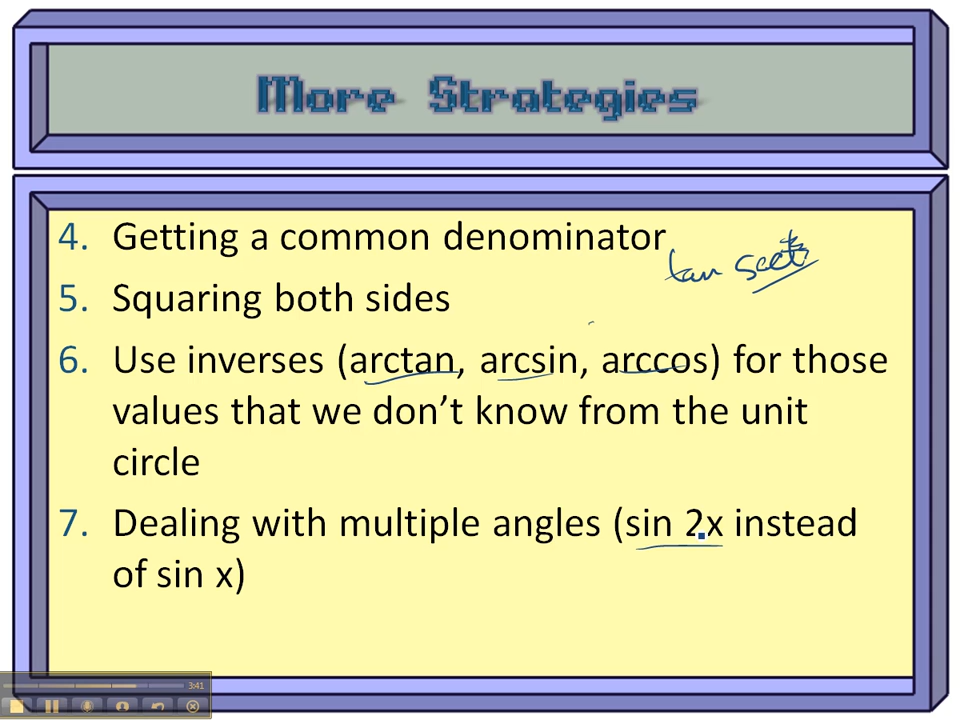 More Strategies
4. Getting a common denominator
tan
5. Squaring both sides
6. Use inverses (arctan, arcsin, arccos) for those
values that we don't know from the unit
circle
7. Dealing with multiple angles (sin 2x instead
of sin x)
3:41